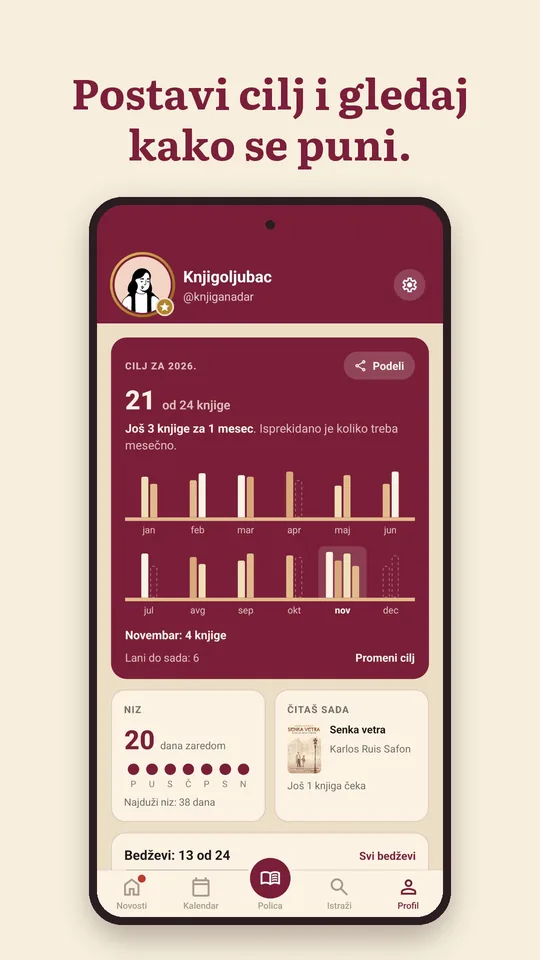 Postavi cilj i gledaj
kako se puni.
Knjigoljubac
@knjiganadar
CILJ ZA 2026.
Podeli
21 od 24 knjige
Još 3 knjige za 1 mesec. Isprekidano je koliko treba
mesečno.
jan feb mar apr maj jun
jul avg sep okt nov dec
Novembar: 4 knjige
Lani do sada: 6
Promeni cilj
NIZ
20 dana zaredom
P U S Č P S N
Najduži niz: 38 dana
ČITAŠ SADA
SENKA VETRA
Senka vetra
Karlos Ruis Safon
Još 1 knjiga čeka
Bedževi: 13 od 24
Svi bedževi
Novosti Kalendar Polica Istraži Profil